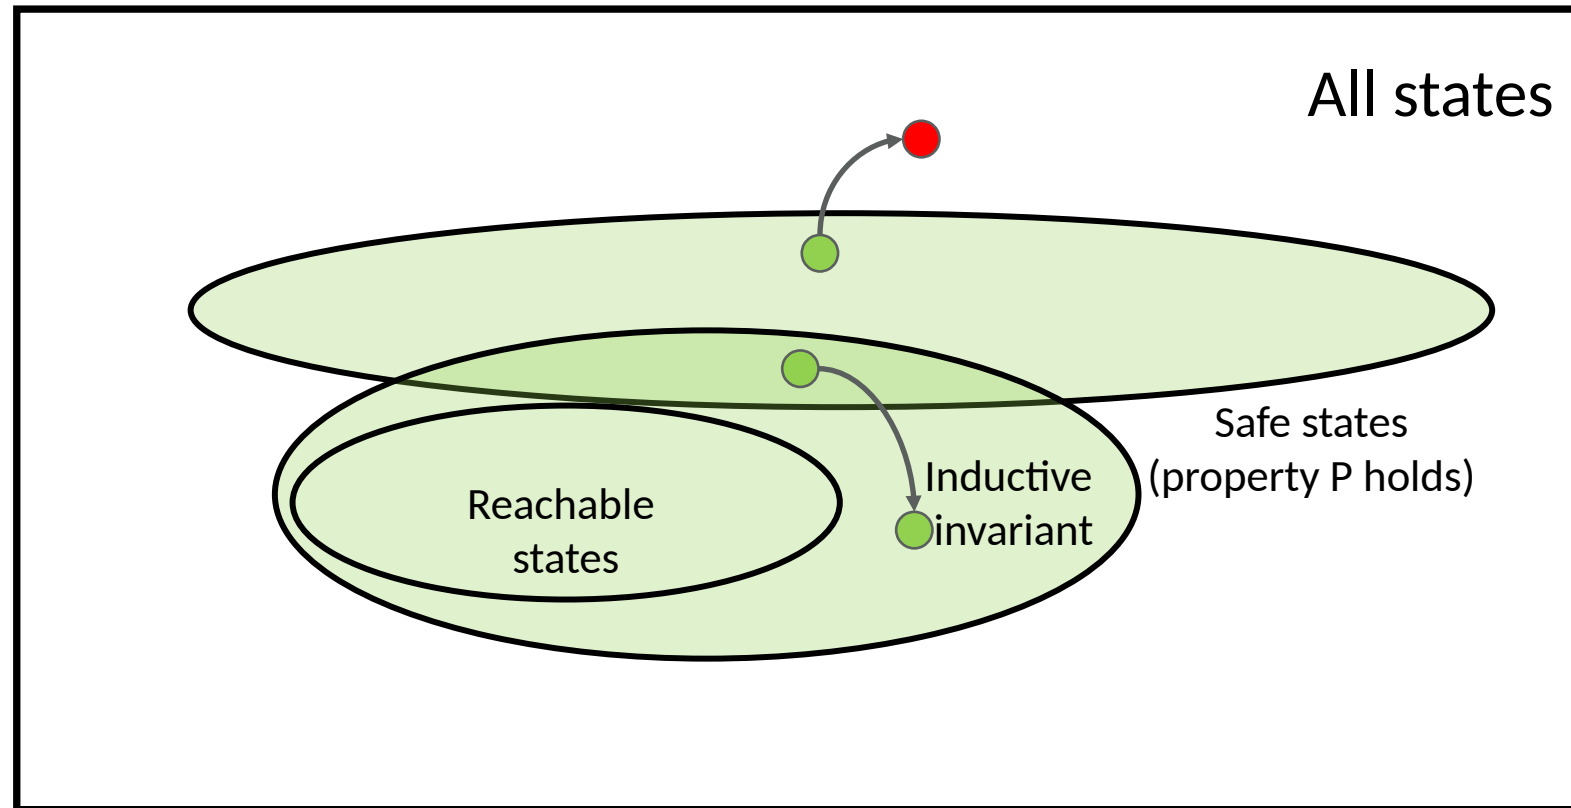 All states
Safe states
(property P holds)
Inductive
invariant
Reachable
states